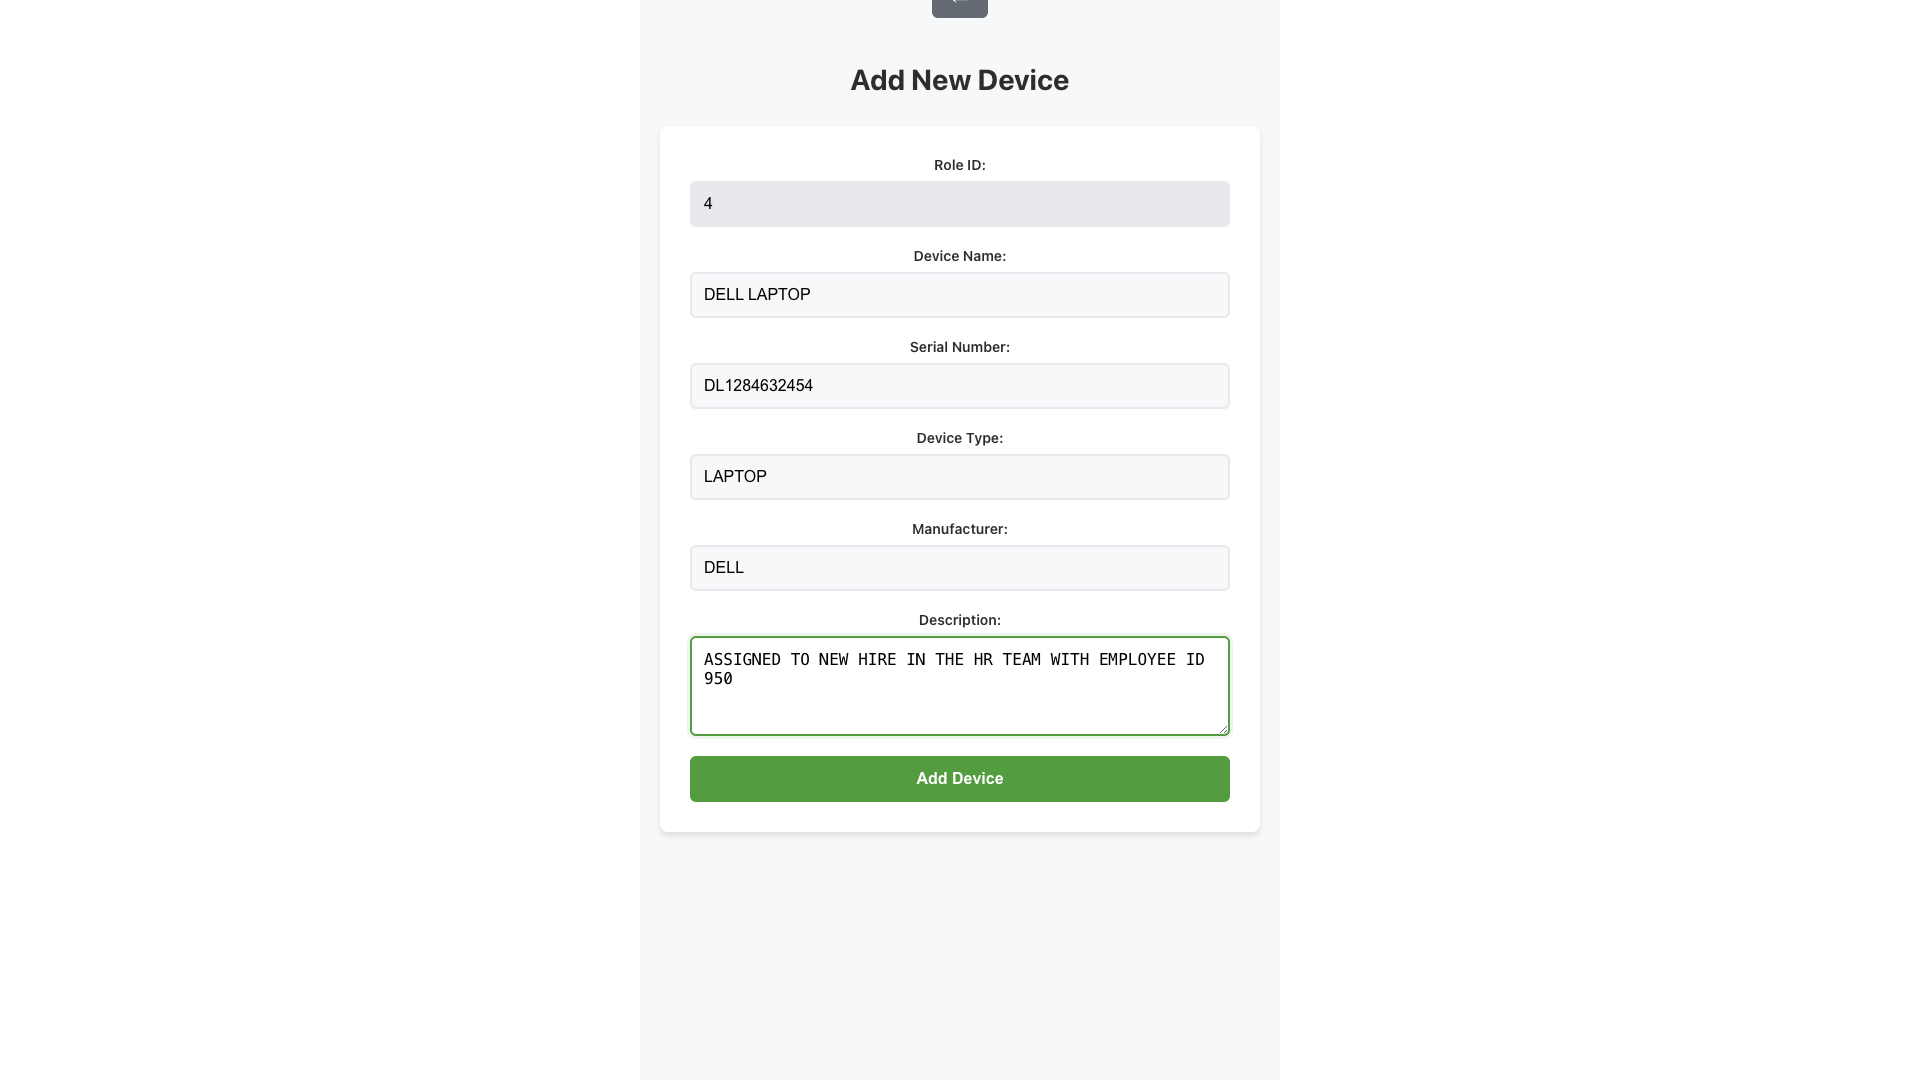 Add New Device
Role ID:
4
Device Name:
DELL LAPTOP
Serial Number:
DL1284632454
Device Type:
LAPTOP
Manufacturer:
DELL
Description:
ASSIGNED TO NEW HIRE IN THE HR TEAM WITH EMPLOYEE ID
950
Add Device